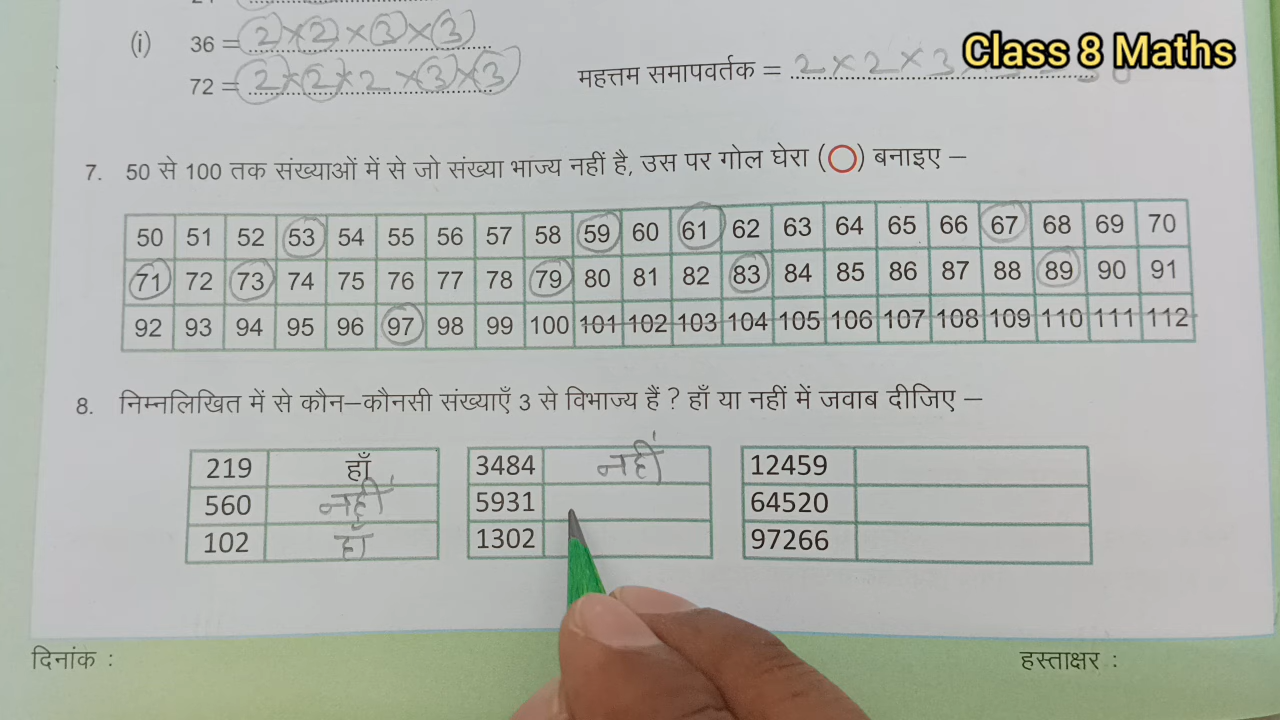 Class 8 Maths
(i) 36 = 2 × 2 × 3 × 3
72 = 2 × 2 × 2 × 3 × 3 महत्तम समापवर्तक = 2 × 2 × 3 ×
7. 50 से 100 तक संख्याओं में से जो संख्या भाज्य नहीं है, उस पर गोल घेरा (○) बनाइए –
50 51 52 53 54 55 56 57 58 59 60 61 62 63 64 65 66 67 68 69 70
71 72 73 74 75 76 77 78 79 80 81 82 83 84 85 86 87 88 89 90 91
92 93 94 95 96 97 98 99 100 101 102 103 104 105 106 107 108 109 110 111 112
8. निम्नलिखित में से कौन–कौनसी संख्याएँ 3 से विभाज्य हैं ? हाँ या नहीं में जवाब दीजिए –
219 हाँ 3484 नहीं 12459
560 नहीं 5931 64520
102 हाँ 1302 97266
दिनांक : हस्ताक्षर :